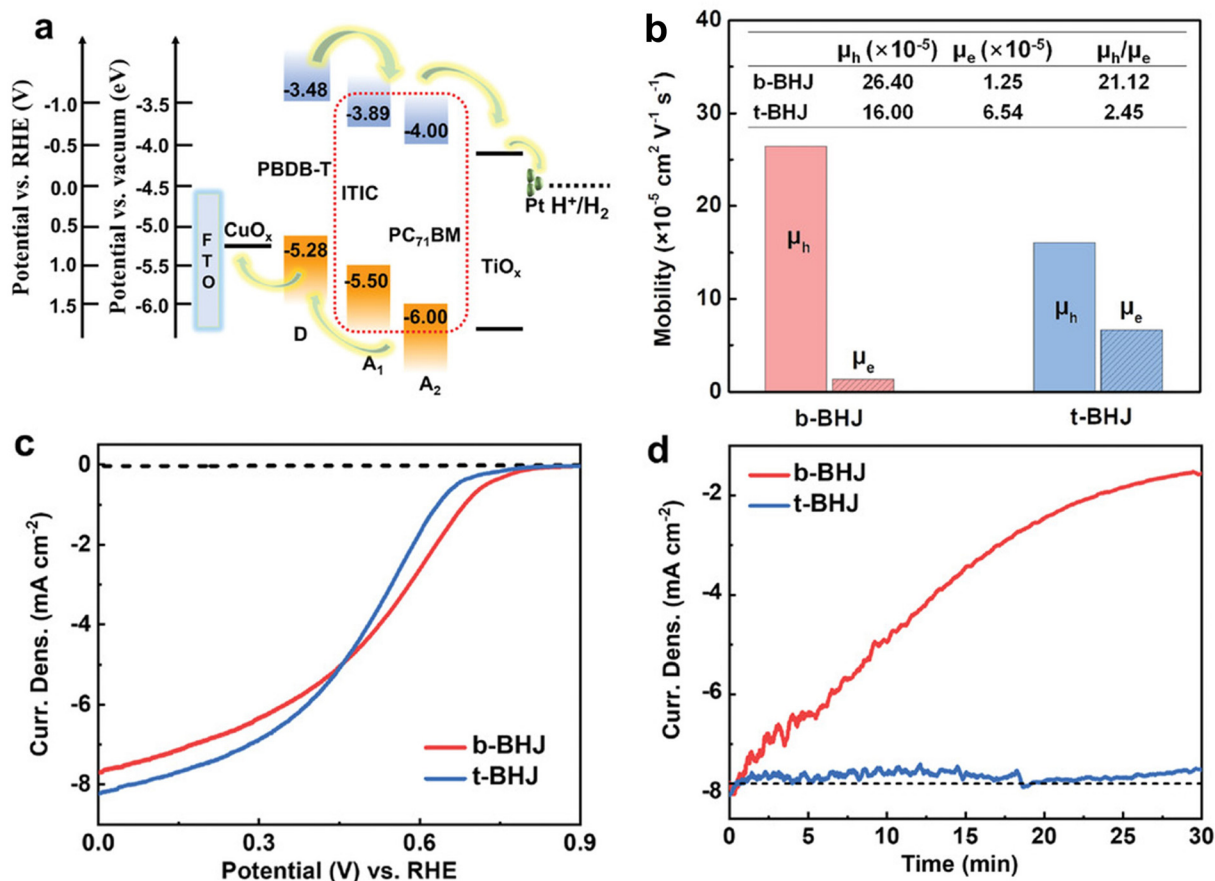 a
Potential vs. RHE (V)
-1.0
-0.5
0.0
0.5
1.0
1.5
Potential vs. vacuum (eV)
-3.5
-4.0
-4.5
-5.0
-5.5
-6.0
FTO
CuOₓ
-3.48
PBDB-T
-5.28
D
-3.89
ITIC
-5.50
A₁
-4.00
PC₇₁BM
-6.00
A₂
TiOₓ
Pt H⁺/H₂
b
μₕ (×10⁻⁵) μₑ (×10⁻⁵) μₕ/μₑ
b-BHJ 26.40 1.25 21.12
t-BHJ 16.00 6.54 2.45
Mobility (×10⁻⁵ cm² V⁻¹ s⁻¹)
40
30
20
10
0
μₕ
μₑ
μₕ
μₑ
b-BHJ t-BHJ
c
Curr. Dens. (mA cm⁻²)
0
-2
-4
-6
-8
b-BHJ
t-BHJ
0.0 0.3 0.6 0.9
Potential (V) vs. RHE
d
b-BHJ
t-BHJ
Curr. Dens. (mA cm⁻²)
-2
-4
-6
-8
0 5 10 15 20 25 30
Time (min)